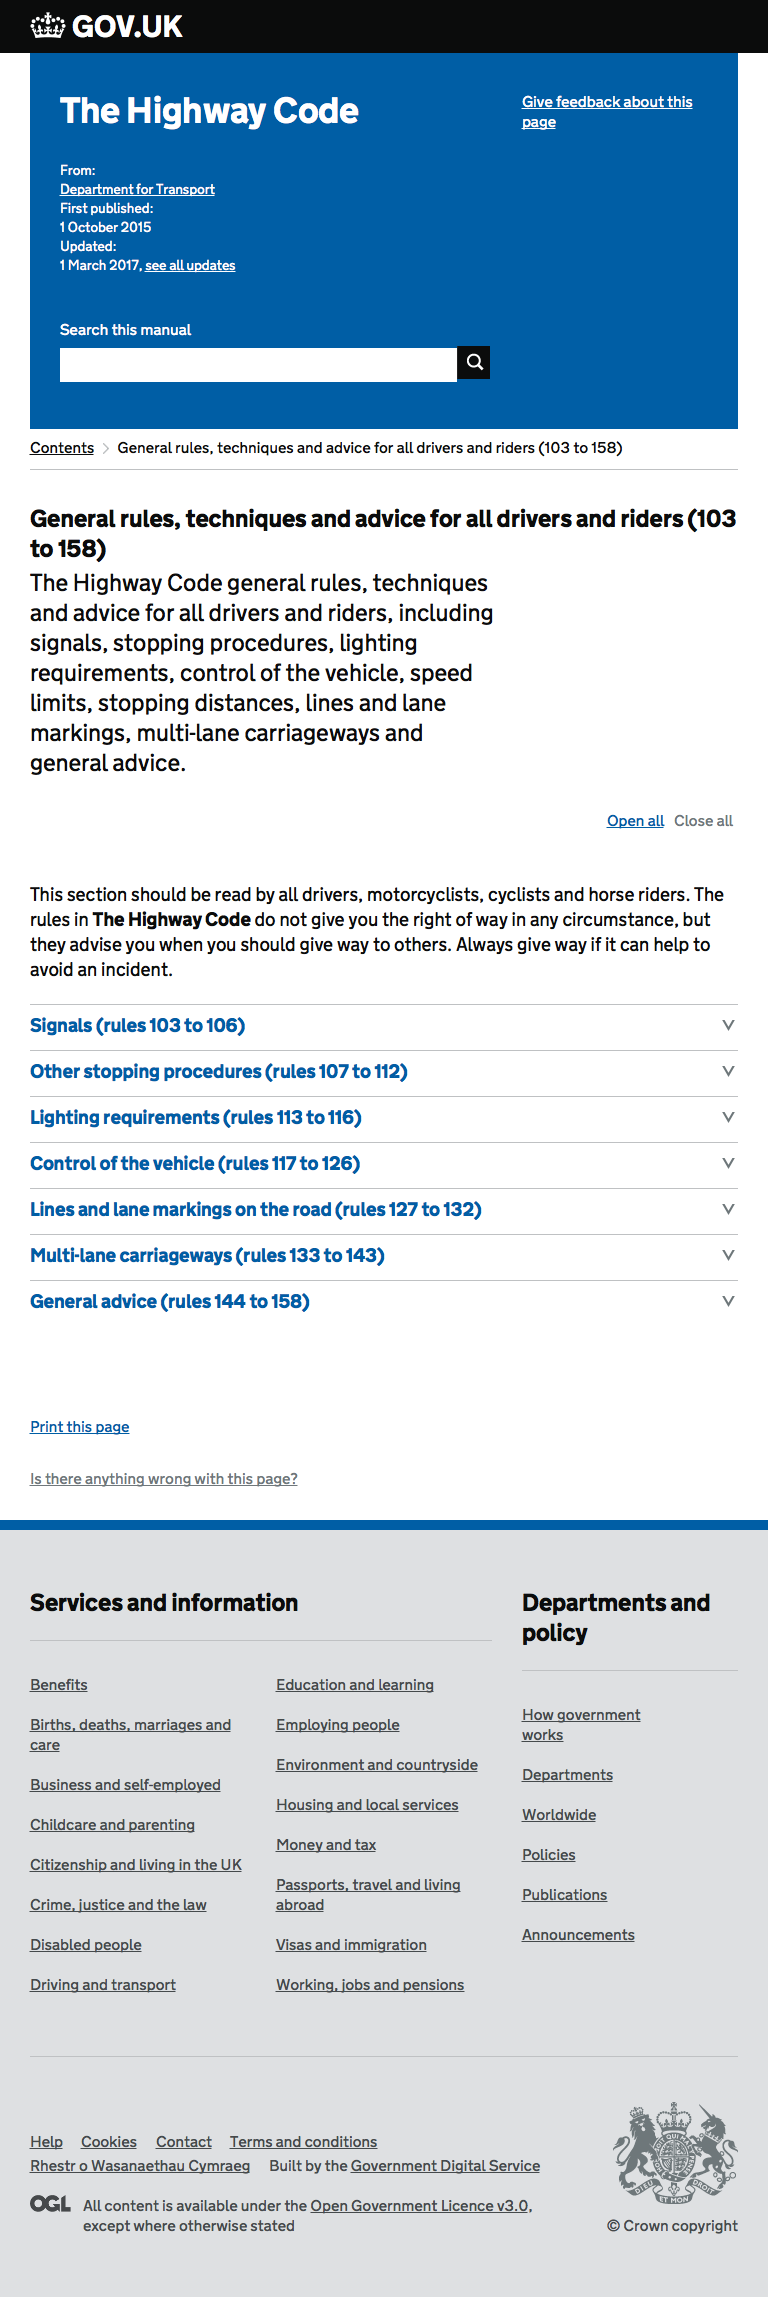 GOV.UK
The Highway Code
Give feedback about this
page
From:
Department for Transport
First published:
1 October 2015
Updated:
1 March 2017, see all updates
Search this manual
Contents > General rules, techniques and advice for all drivers and riders (103 to 158)
General rules, techniques and advice for all drivers and riders (103
to 158)
The Highway Code general rules, techniques
and advice for all drivers and riders, including
signals, stopping procedures, lighting
requirements, control of the vehicle, speed
limits, stopping distances, lines and lane
markings, multi-lane carriageways and
general advice.
Open all Close all
This section should be read by all drivers, motorcyclists, cyclists and horse riders. The
rules in The Highway Code do not give you the right of way in any circumstance, but
they advise you when you should give way to others. Always give way if it can help to
avoid an incident.
Signals (rules 103 to 106)
Other stopping procedures (rules 107 to 112)
Lighting requirements (rules 113 to 116)
Control of the vehicle (rules 117 to 126)
Lines and lane markings on the road (rules 127 to 132)
Multi-lane carriageways (rules 133 to 143)
General advice (rules 144 to 158)
Print this page
Is there anything wrong with this page?
Services and information
Benefits
Births, deaths, marriages and
care
Business and self-employed
Childcare and parenting
Citizenship and living in the UK
Crime, justice and the law
Disabled people
Driving and transport
Education and learning
Employing people
Environment and countryside
Housing and local services
Money and tax
Passports, travel and living
abroad
Visas and immigration
Working, jobs and pensions
Departments and
policy
How government
works
Departments
Worldwide
Policies
Publications
Announcements
Help Cookies Contact Terms and conditions
Rhestr o Wasanaethau Cymraeg Built by the Government Digital Service
OGL All content is available under the Open Government Licence v3.0,
except where otherwise stated
DIEU ET MON DROIT
© Crown copyright